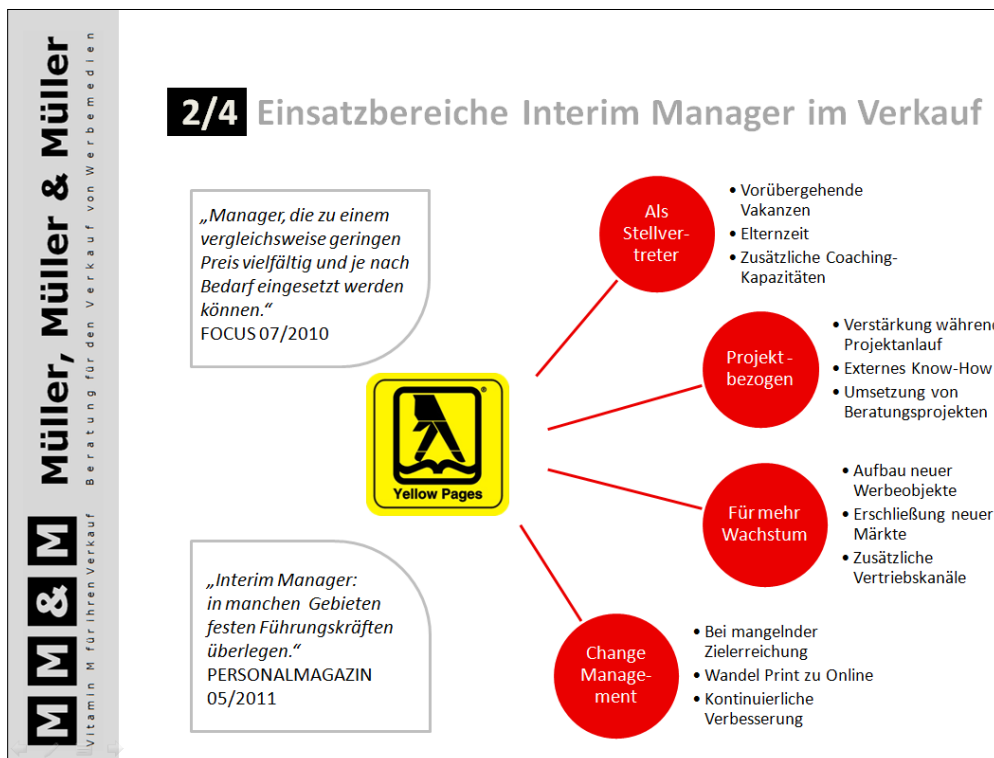 Müller, Müller & Müller
Beratung für den Verkauf von Werbemedien
M M & M
Vitamin M für Ihren Verkauf
2/4 Einsatzbereiche Interim Manager im Verkauf
„Manager, die zu einem
vergleichsweise geringen
Preis vielfältig und je nach
Bedarf eingesetzt werden
können.“
FOCUS 07/2010
Yellow Pages
®
„Interim Manager:
in manchen Gebieten
festen Führungskräften
überlegen.“
PERSONALMAGAZIN
05/2011
Als
Stellver-
treter
• Vorübergehende
Vakanzen
• Elternzeit
• Zusätzliche Coaching-
Kapazitäten
Projekt -
bezogen
• Verstärkung während
Projektanlauf
• Externes Know-How
• Umsetzung von
Beratungsprojekten
Für mehr
Wachstum
• Aufbau neuer
Werbeobjekte
• Erschließung neuer
Märkte
• Zusätzliche
Vertriebskanäle
Change
Manage-
ment
• Bei mangelnder
Zielerreichung
• Wandel Print zu Online
• Kontinuierliche
Verbesserung